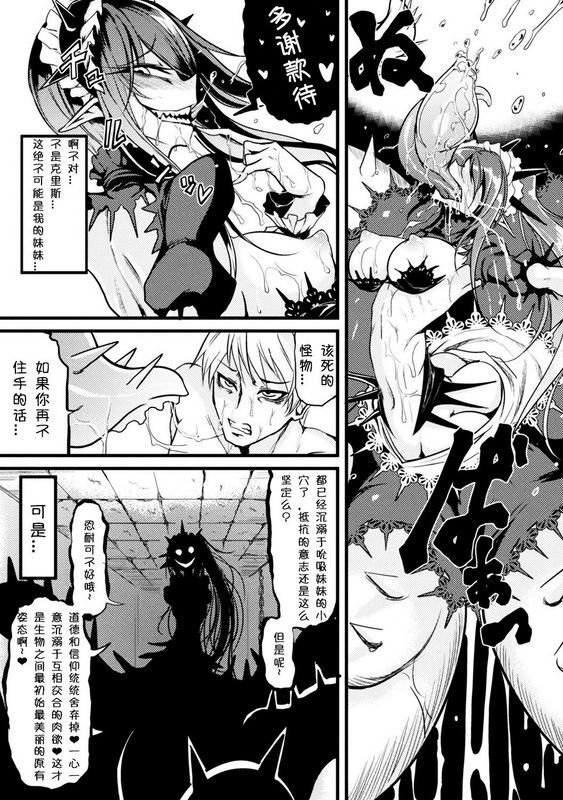 ぬ
ばぁぁっ
多谢款待
啊不对…
不是克里斯…
这绝不可能是我的妹妹…
该死的
怪物…
如果你再不
住手的话…
都已经沉溺于吮吸妹妹的小
穴了，抵抗的意志还是这么
坚定么？
但是呢~
可是…
忍耐可不好哦~
道德和信仰统统舍弃掉♥一心一
意沉溺于互相交合的肉欲♥这才
是生物之间最初始最美丽的原有
姿态啊~♥